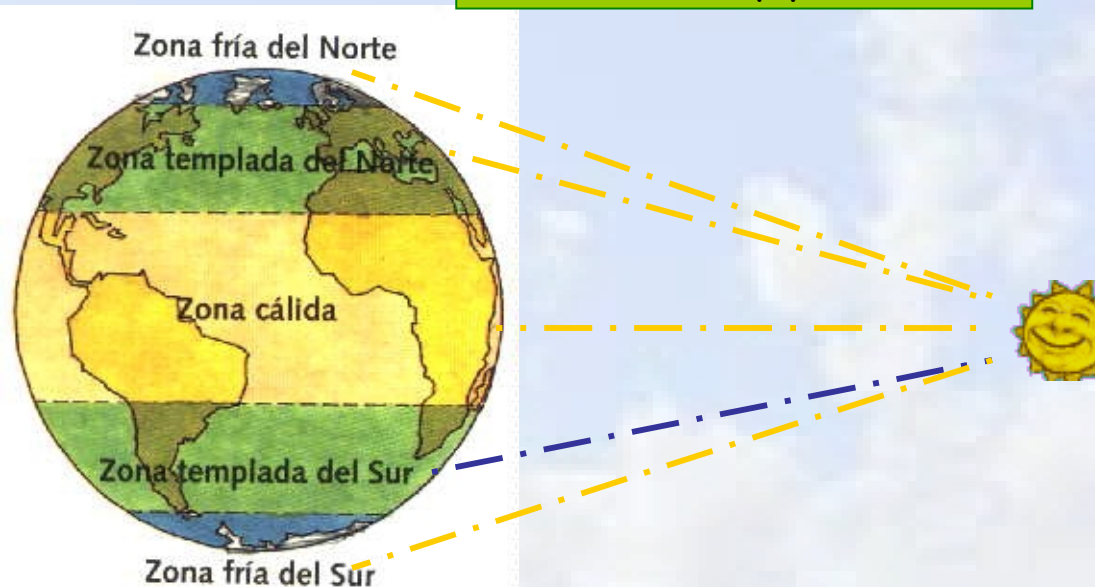 Zona fría del Norte
Zona templada del Norte
Zona cálida
Zona templada del Sur
Zona fría del Sur